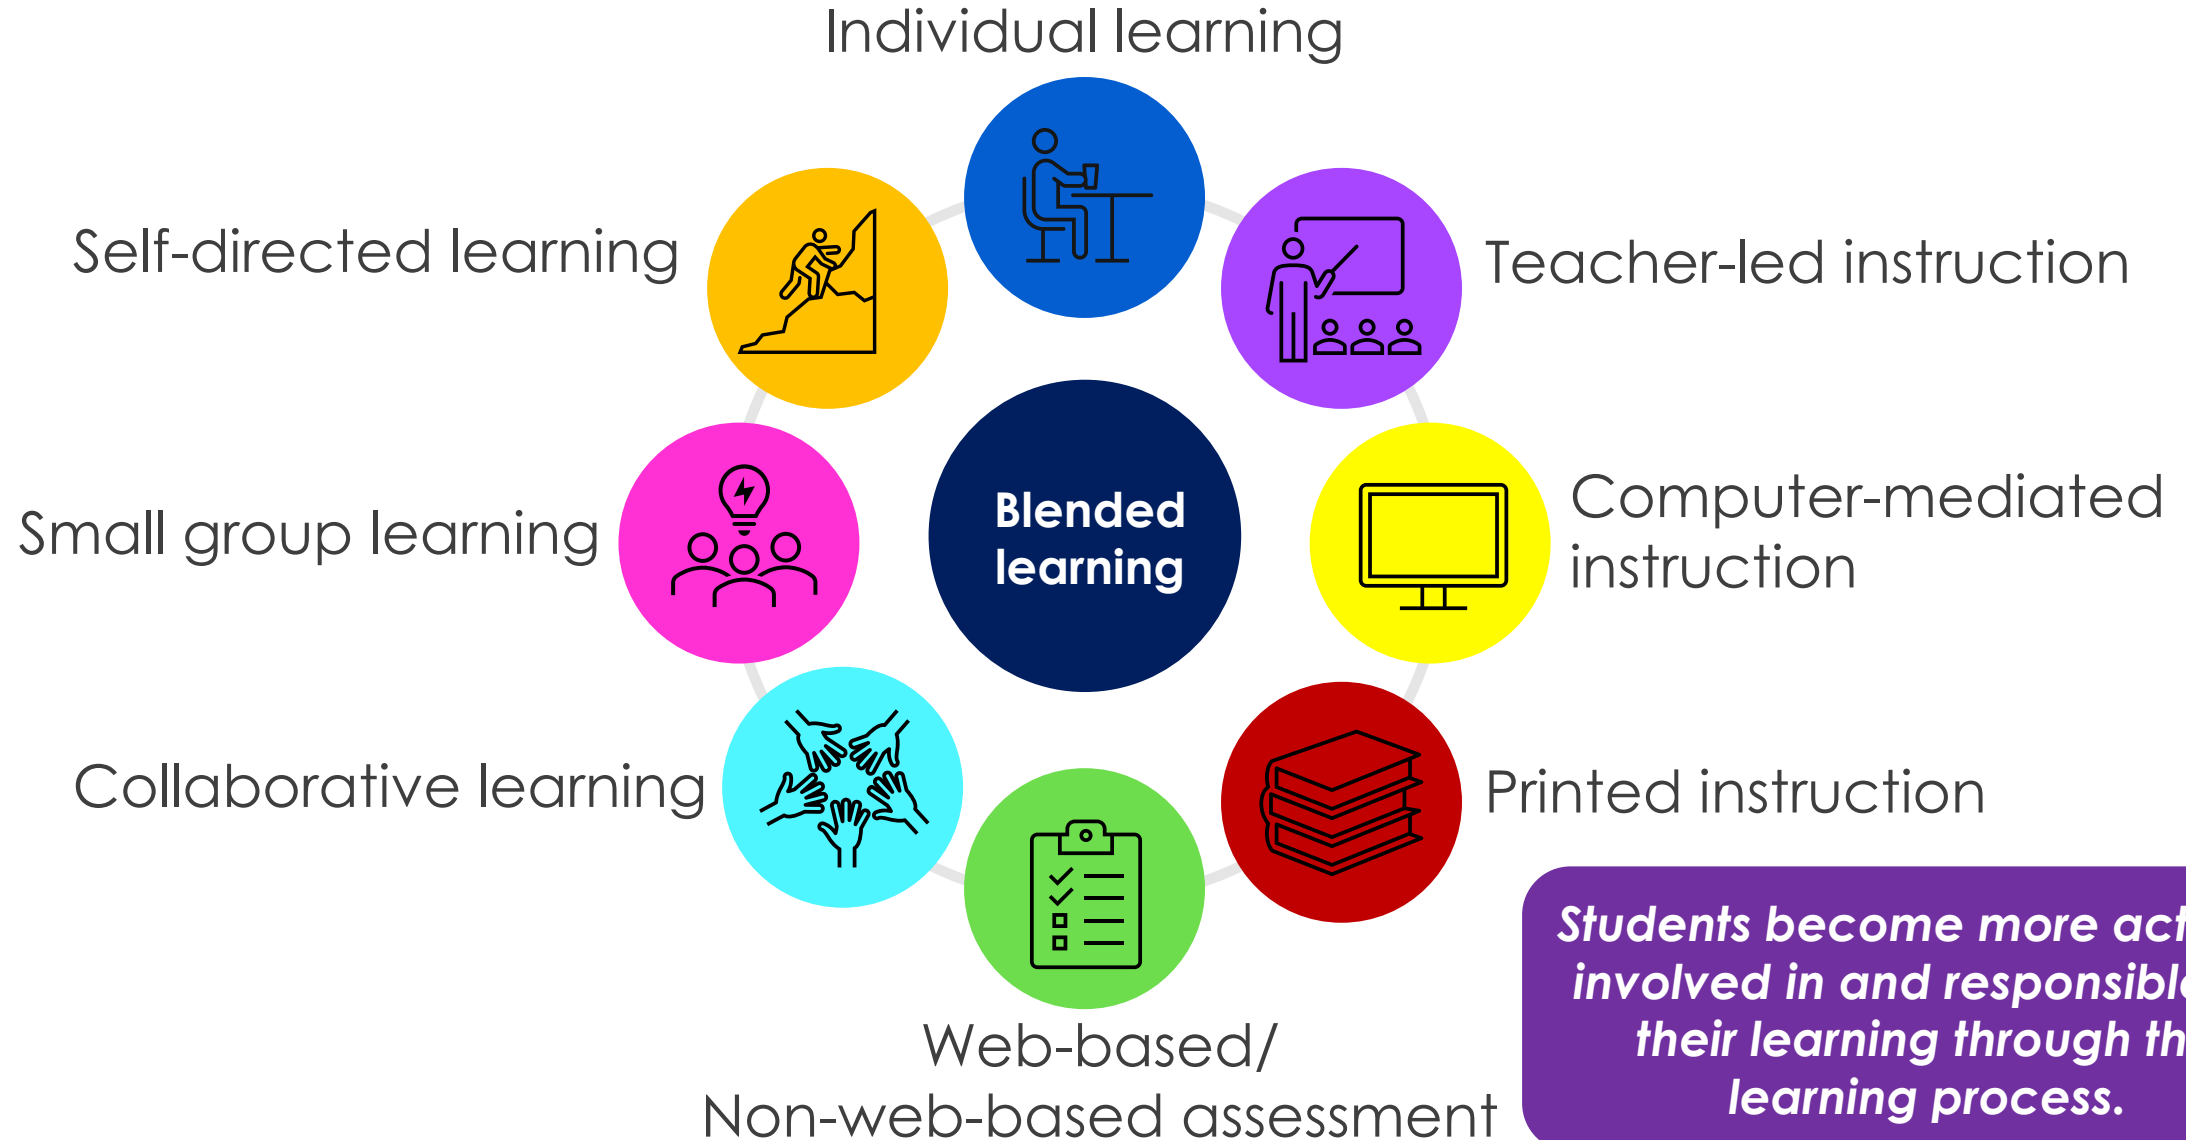 Individual learning
Self-directed learning
Teacher-led instruction
Small group learning
Blended
learning
Computer-mediated
instruction
Collaborative learning
Printed instruction
Web-based/
Non-web-based assessment
Students become more
involved in and
their learning through
learning process.